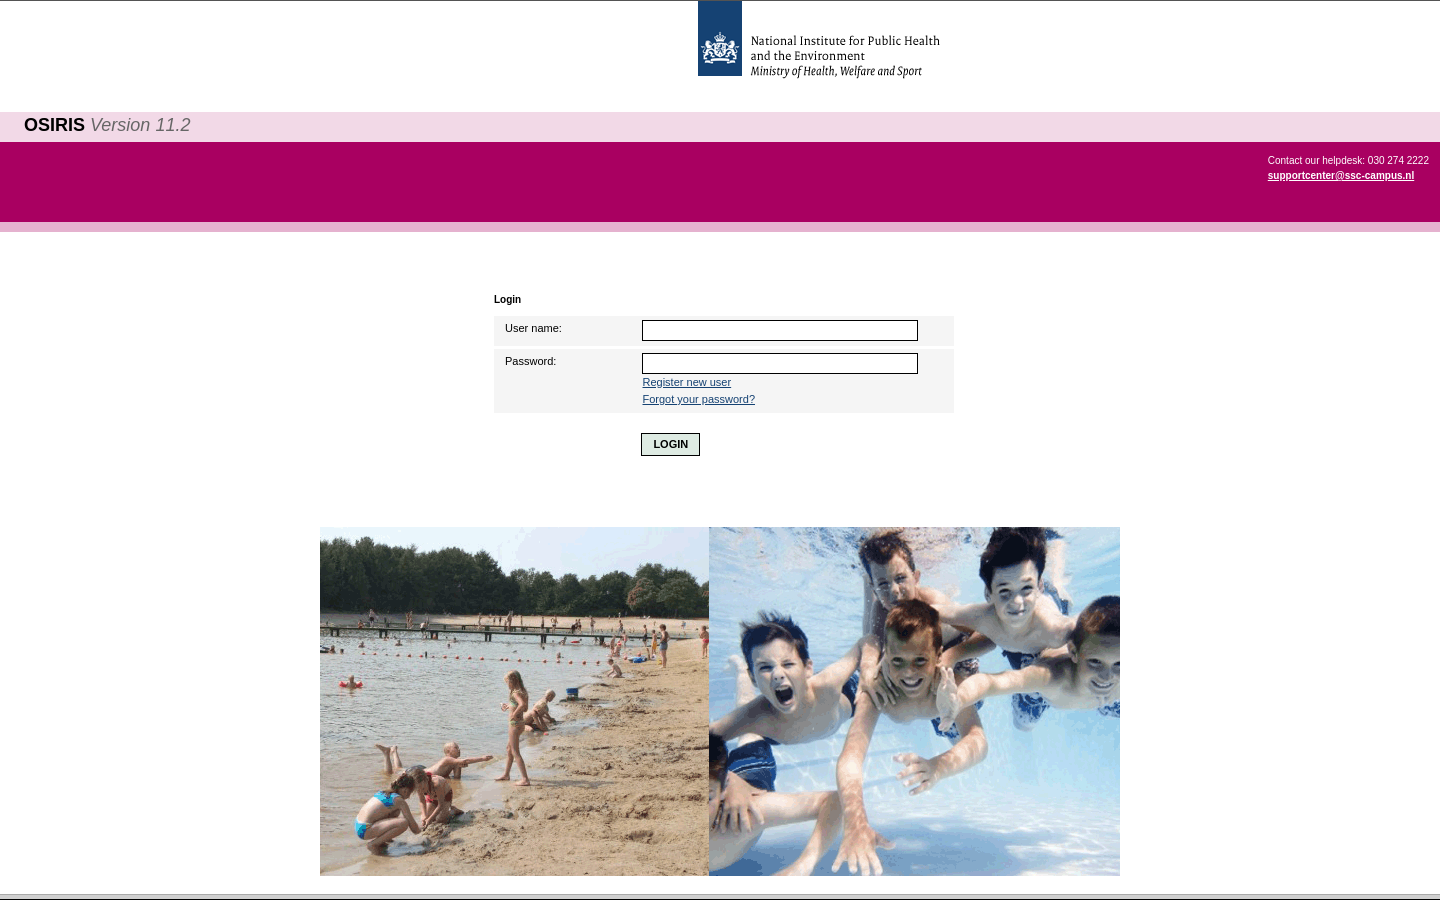 National Institute for Public Health
and the Environment
Ministry of Health, Welfare and Sport
OSIRIS Version 11.2
Contact our helpdesk: 030 274 2222
supportcenter@ssc-campus.nl
Login
User name:
Password:
Register new user
Forgot your password?
LOGIN